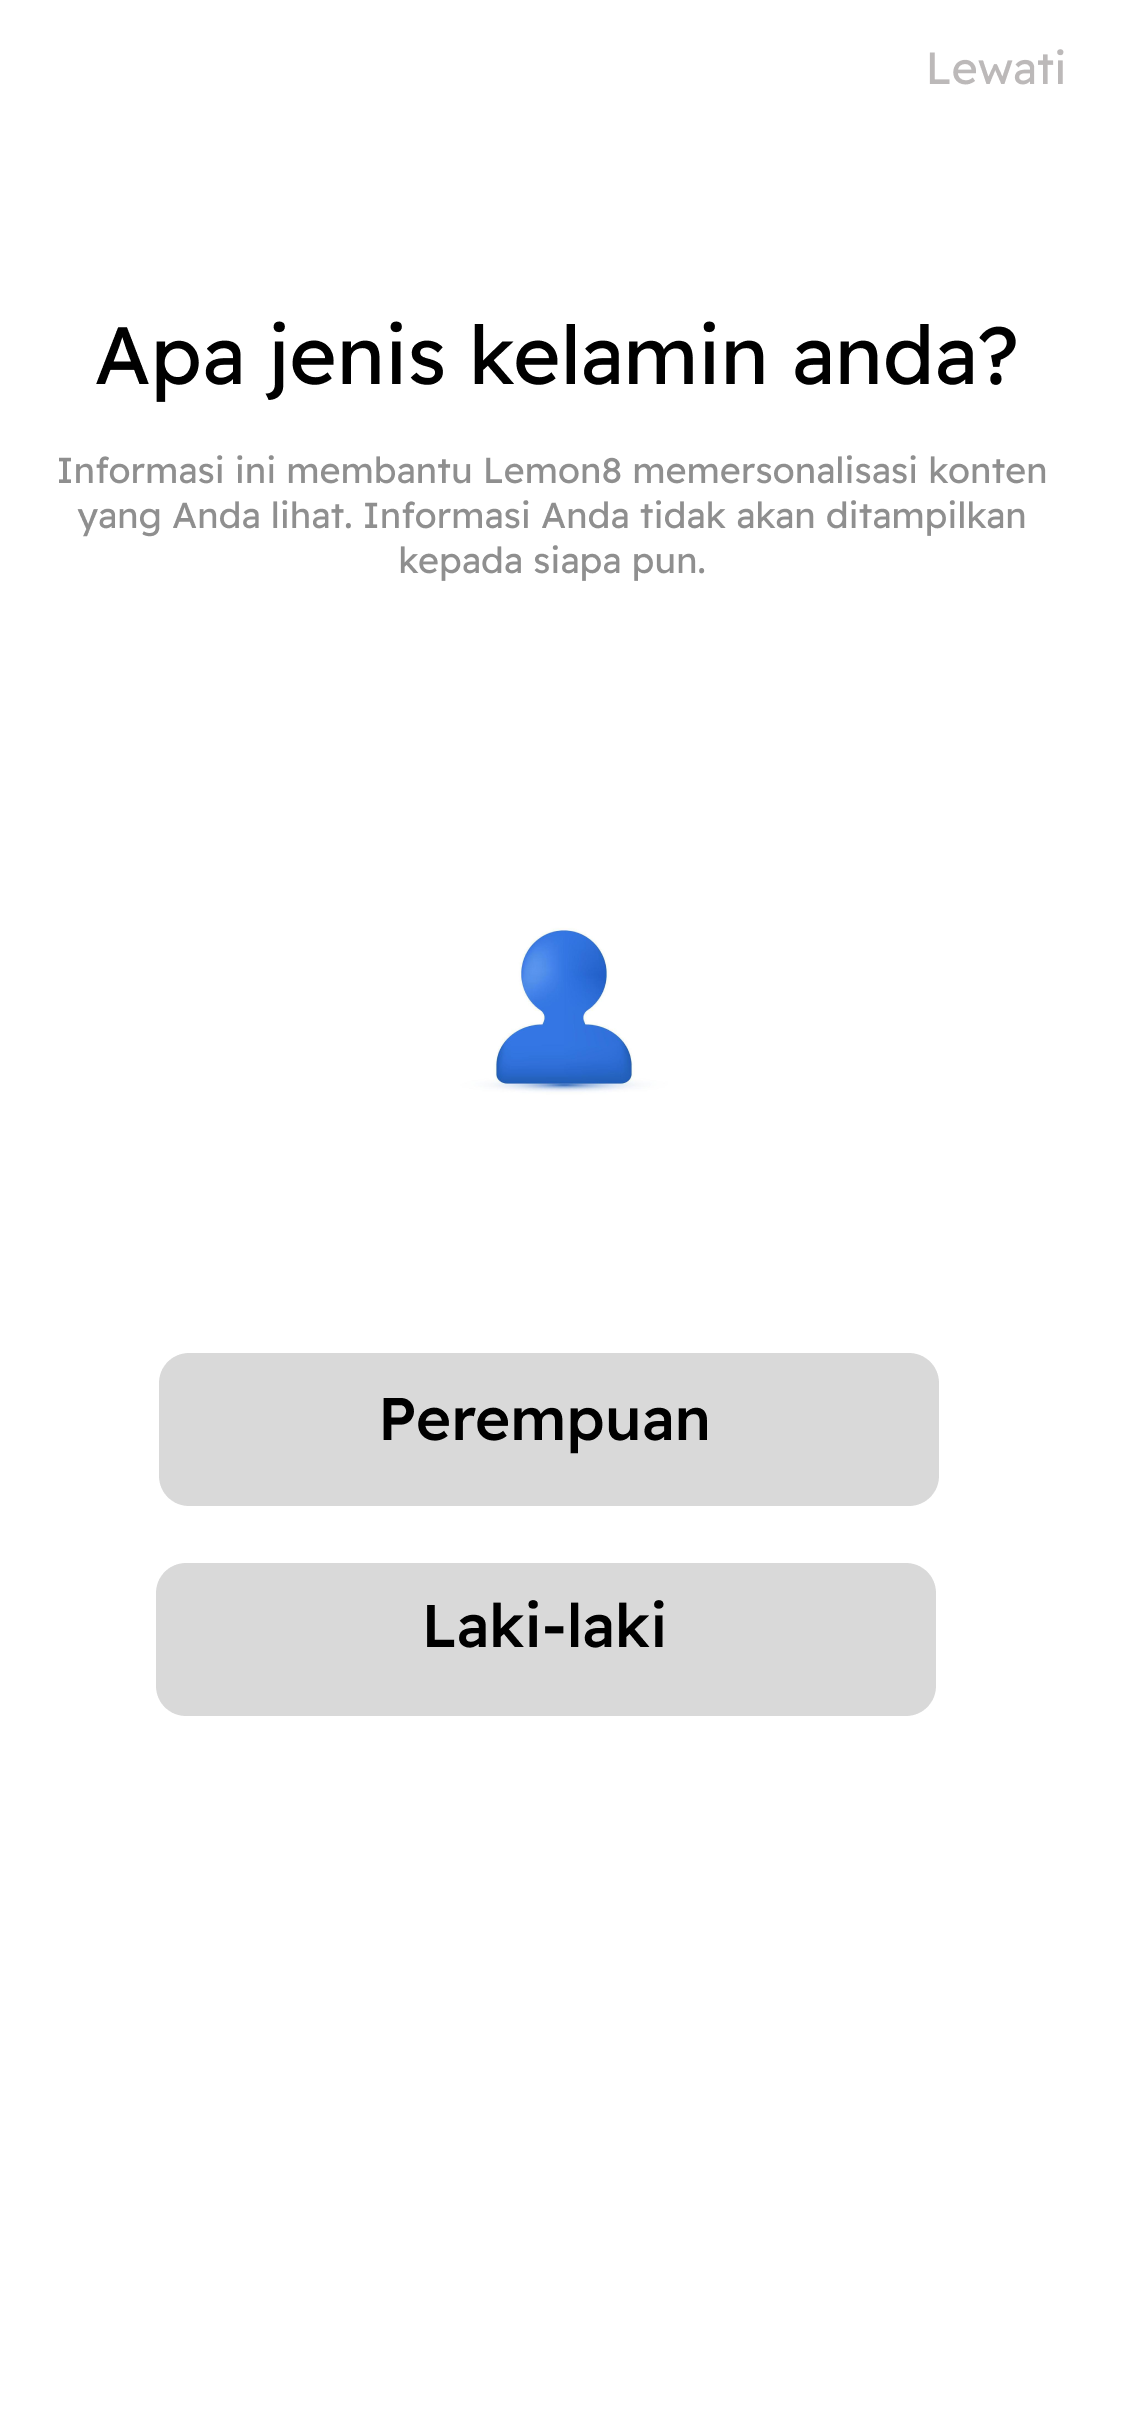 Lewati
Apa jenis kelamin anda?
Informasi ini membantu Lemon8 memersonalisasi konten
yang Anda lihat. Informasi Anda tidak akan ditampilkan
kepada siapa pun.
Perempuan
Laki-laki